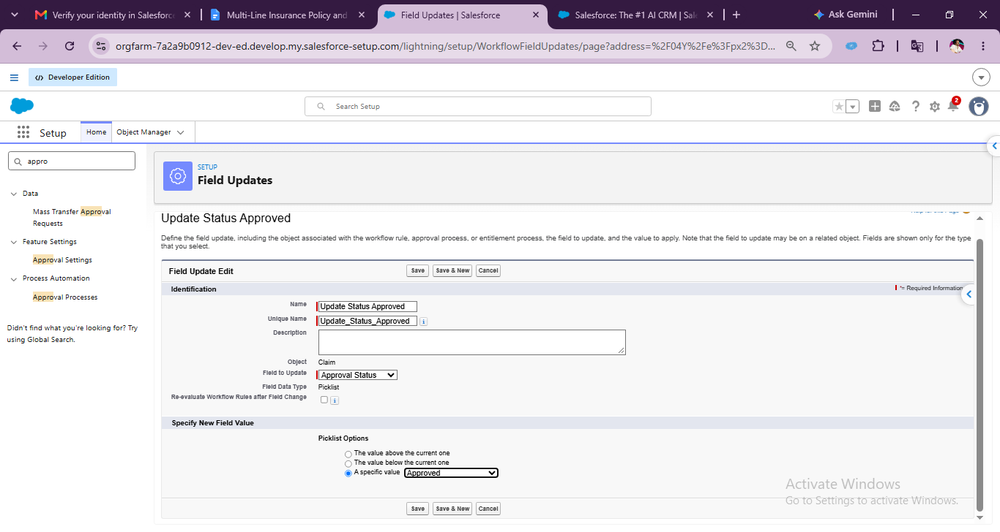 Verify your identity in Salesforc
Multi-Line Insurance Policy and
Field Updates | Salesforce
Salesforce: The #1 AI CRM | Sal
Ask Gemini
orgfarm-7a2a9b0912-dev-ed.develop.my.salesforce-setup.com/lightning/setup/WorkflowFieldUpdates/page?address=%2F04Y%2Fe%3Fpx2%3D...
</> Developer Edition
Search Setup
2
Setup
Home
Object Manager
appro
SETUP
Field Updates
Data
Mass Transfer Approval
Requests
Feature Settings
Approval Settings
Process Automation
Approval Processes
Didn't find what you're looking for? Try
using Global Search.
Update Status Approved
Define the field update, including the object associated with the workflow rule, approval process, or entitlement process, the field to update, and the value to apply. Note that the field to update may be on a related object. Fields are shown only for the type
that you select.
Field Update Edit
Save
Save & New
Cancel
Identification
= Required Information
Name
Update Status Approved
Unique Name
Update_Status_Approved
i
Description
Object
Claim
Field to Update
Approval Status
Field Data Type
Picklist
Re-evaluate Workflow Rules after Field Change
i
Specify New Field Value
Picklist Options
The value above the current one
The value below the current one
A specific value
Approved
Save
Save & New
Cancel
Activate Windows
Go to Settings to activate Windows.